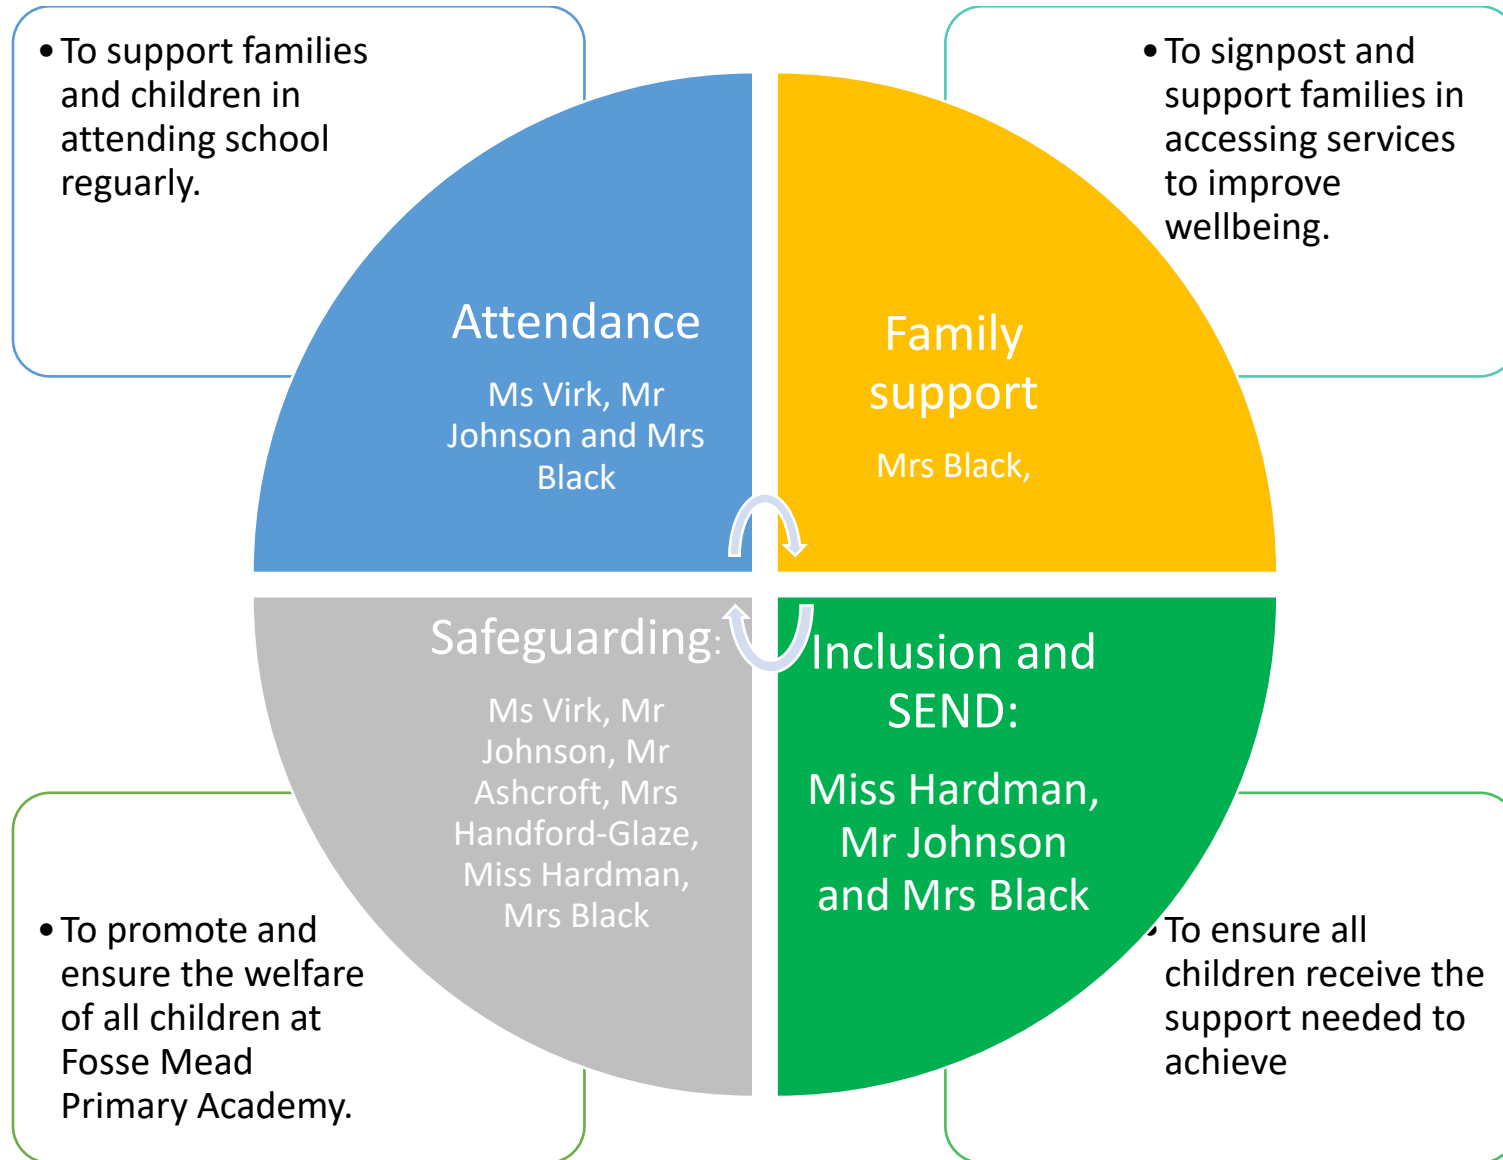 • To support families
and children in
attending school
reguarly.
• To signpost and
support families in
accessing services
to improve
wellbeing.
Attendance
Ms Virk, Mr
Johnson and Mrs
Black
Family
support
Mrs Black,
Safeguarding:
Ms Virk, Mr
Johnson, Mr
Ashcroft, Mrs
Handford-Glaze,
Miss Hardman,
Mrs Black
Inclusion and
SEND:
Miss Hardman,
Mr Johnson
and Mrs Black
• To promote and
ensure the welfare
of all children at
Fosse Mead
Primary Academy.
• To ensure all
children receive the
support needed to
achieve